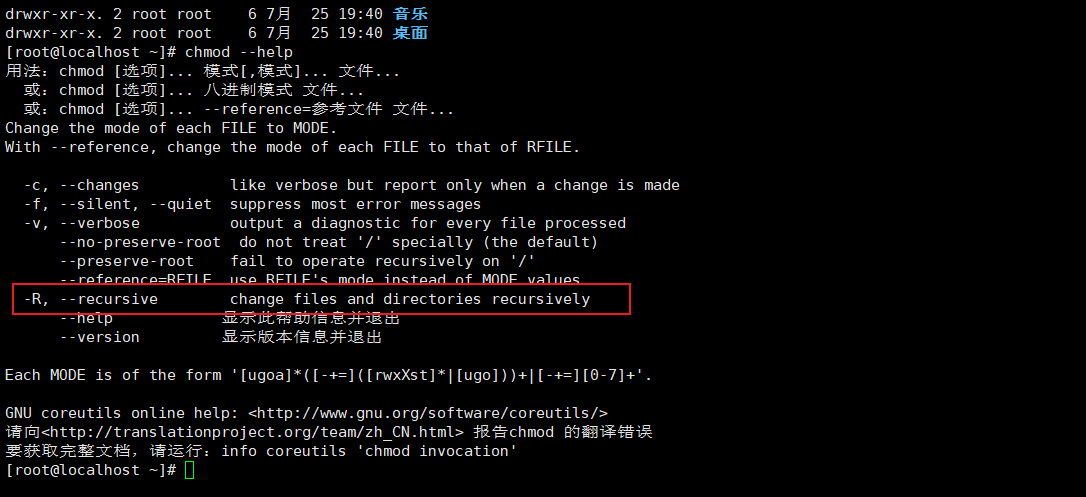 drwxr-xr-x. 2 root root    6 7月  25 19:40 音乐
drwxr-xr-x. 2 root root    6 7月  25 19:40 桌面
[root@localhost ~]# chmod --help
用法：chmod [选项]... 模式[,模式]... 文件...
　或：chmod [选项]... 八进制模式 文件...
　或：chmod [选项]... --reference=参考文件 文件...
Change the mode of each FILE to MODE.
With --reference, change the mode of each FILE to that of RFILE.
  -c, --changes          like verbose but report only when a change is made
  -f, --silent, --quiet  suppress most error messages
  -v, --verbose          output a diagnostic for every file processed
      --no-preserve-root  do not treat '/' specially (the default)
      --preserve-root    fail to operate recursively on '/'
      --reference=RFILE  use RFILE's mode instead of MODE values
  -R, --recursive        change files and directories recursively
      --help            显示此帮助信息并退出
      --version         显示版本信息并退出
Each MODE is of the form '[ugoa]*([-+=]([rwxXst]*|[ugo]))+|[-+=][0-7]+'.
GNU coreutils online help: <http://www.gnu.org/software/coreutils/>
请向<http://translationproject.org/team/zh_CN.html> 报告chmod 的翻译错误
要获取完整文档，请运行：info coreutils 'chmod invocation'
[root@localhost ~]#